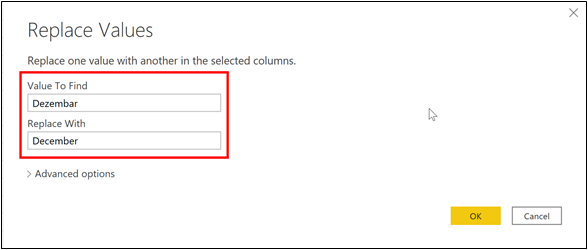 Replace Values
Replace one value with another in the selected columns.
Value To Find
Dezembar
Replace With
December
Advanced options
OK
Cancel